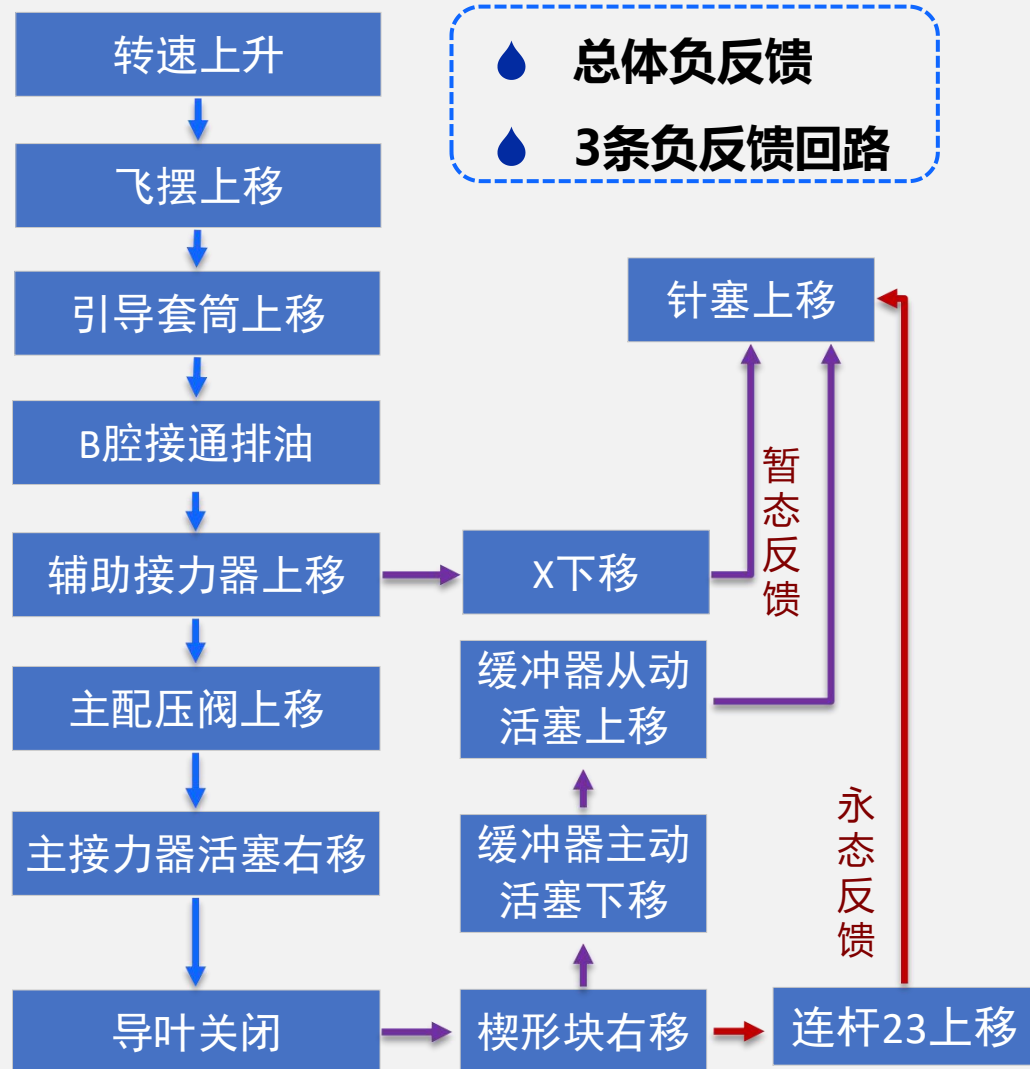 转速上升
总体负反馈
3条负反馈回路
飞摆上移
引导套筒上移
针塞上移
B腔接通排油
暂态反馈
辅助接力器上移
X下移
缓冲器从动
活塞上移
主配压阀上移
永态反馈
主接力器活塞右移
缓冲器主动
活塞下移
导叶关闭
楔形块右移
连杆23上移